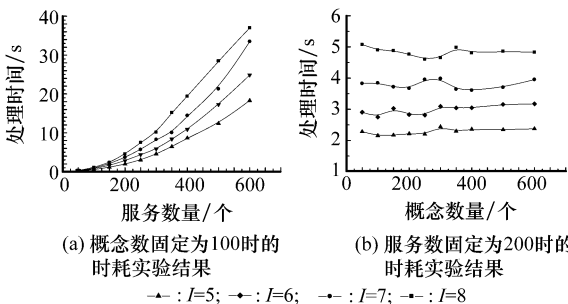 40
30
20
10
0
处理时间/s
0
200
400
600
服务数量/个
(a) 概念数固定为100时的
时耗实验结果
6
5
4
3
2
1
处理时间/s
0
200
400
600
概念数量/个
(b) 服务数固定为200时的
时耗实验结果
: I=5; : I=6; : I=7; : I=8